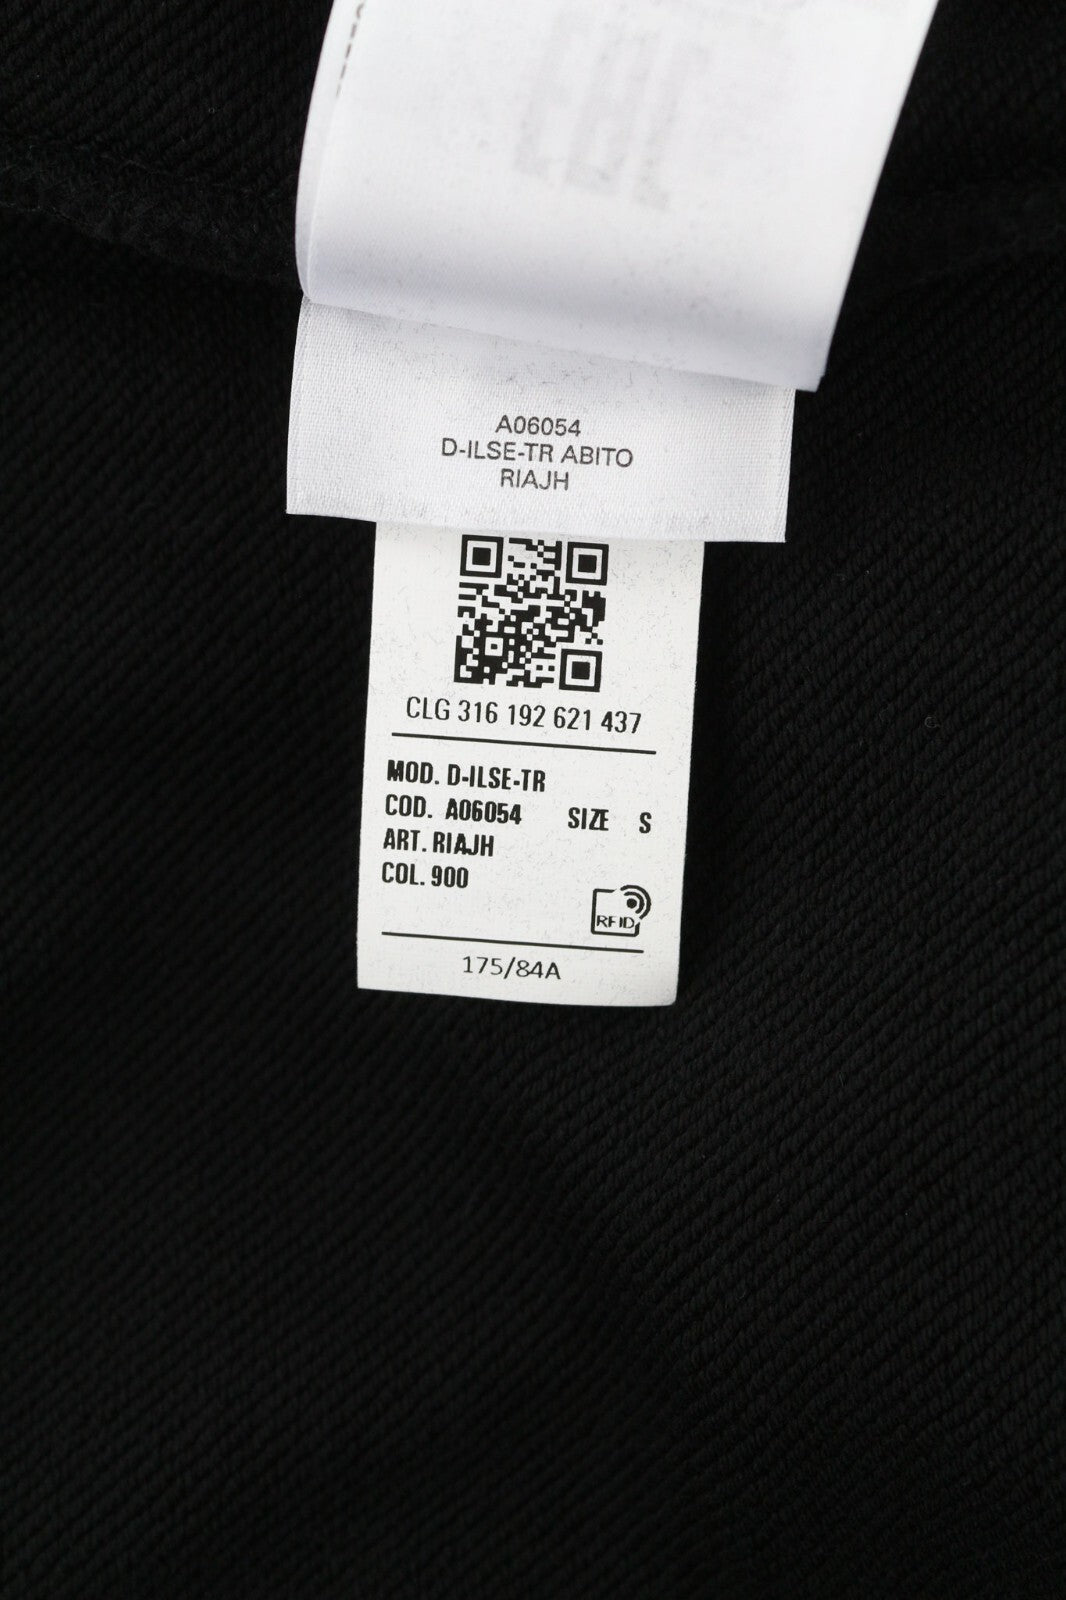 A06054
D-ILSE-TR ABITO
RIAJH
CLG 316 192 621 437
MOD. D-ILSE-TR
COD. A06054 SIZE S
ART. RIAJH
COL. 900
RFID
175/84A